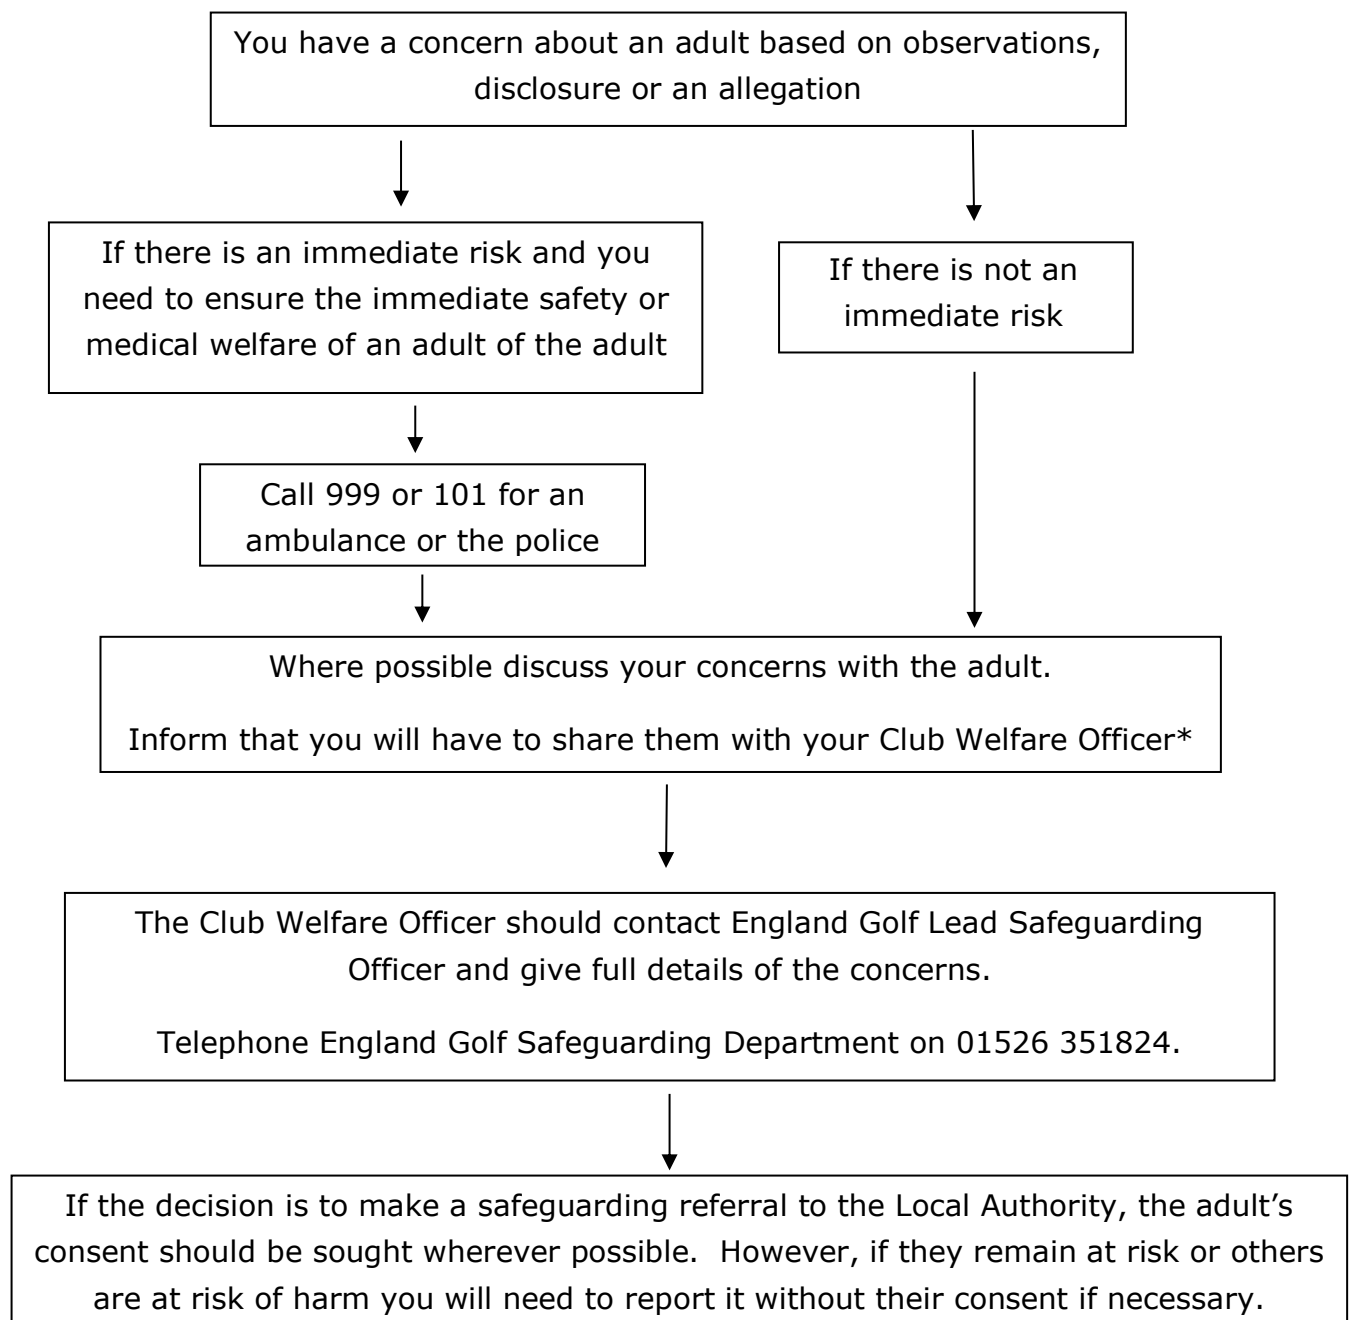 You have a concern about an adult based on observations,
disclosure or an allegation
If there is an immediate risk and you
need to ensure the immediate safety or
medical welfare of an adult of the adult
If there is not an
immediate risk
Call 999 or 101 for an
ambulance or the police
Where possible discuss your concerns with the adult.
Inform that you will have to share them with your Club Welfare Officer*
The Club Welfare Officer should contact England Golf Lead Safeguarding
Officer and give full details of the concerns.
Telephone England Golf Safeguarding Department on 01526 351824.
If the decision is to make a safeguarding referral to the Local Authority, the adult’s
consent should be sought wherever possible.  However, if they remain at risk or others
are at risk of harm you will need to report it without their consent if necessary.